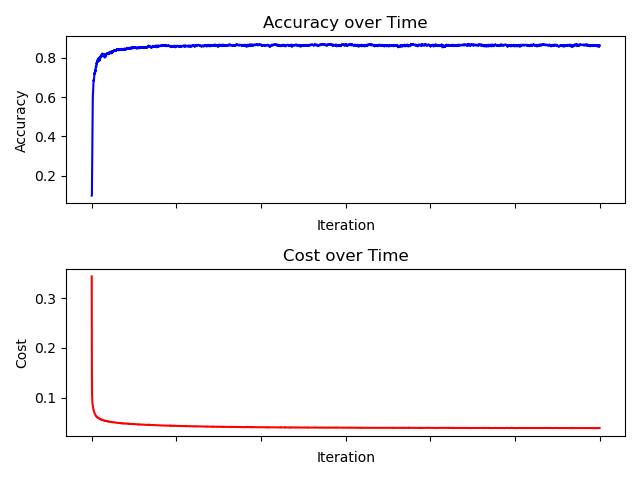 Accuracy over Time
0.8
0.6
0.4
0.2
Accuracy
Iteration
Cost over Time
0.3
0.2
0.1
Cost
Iteration